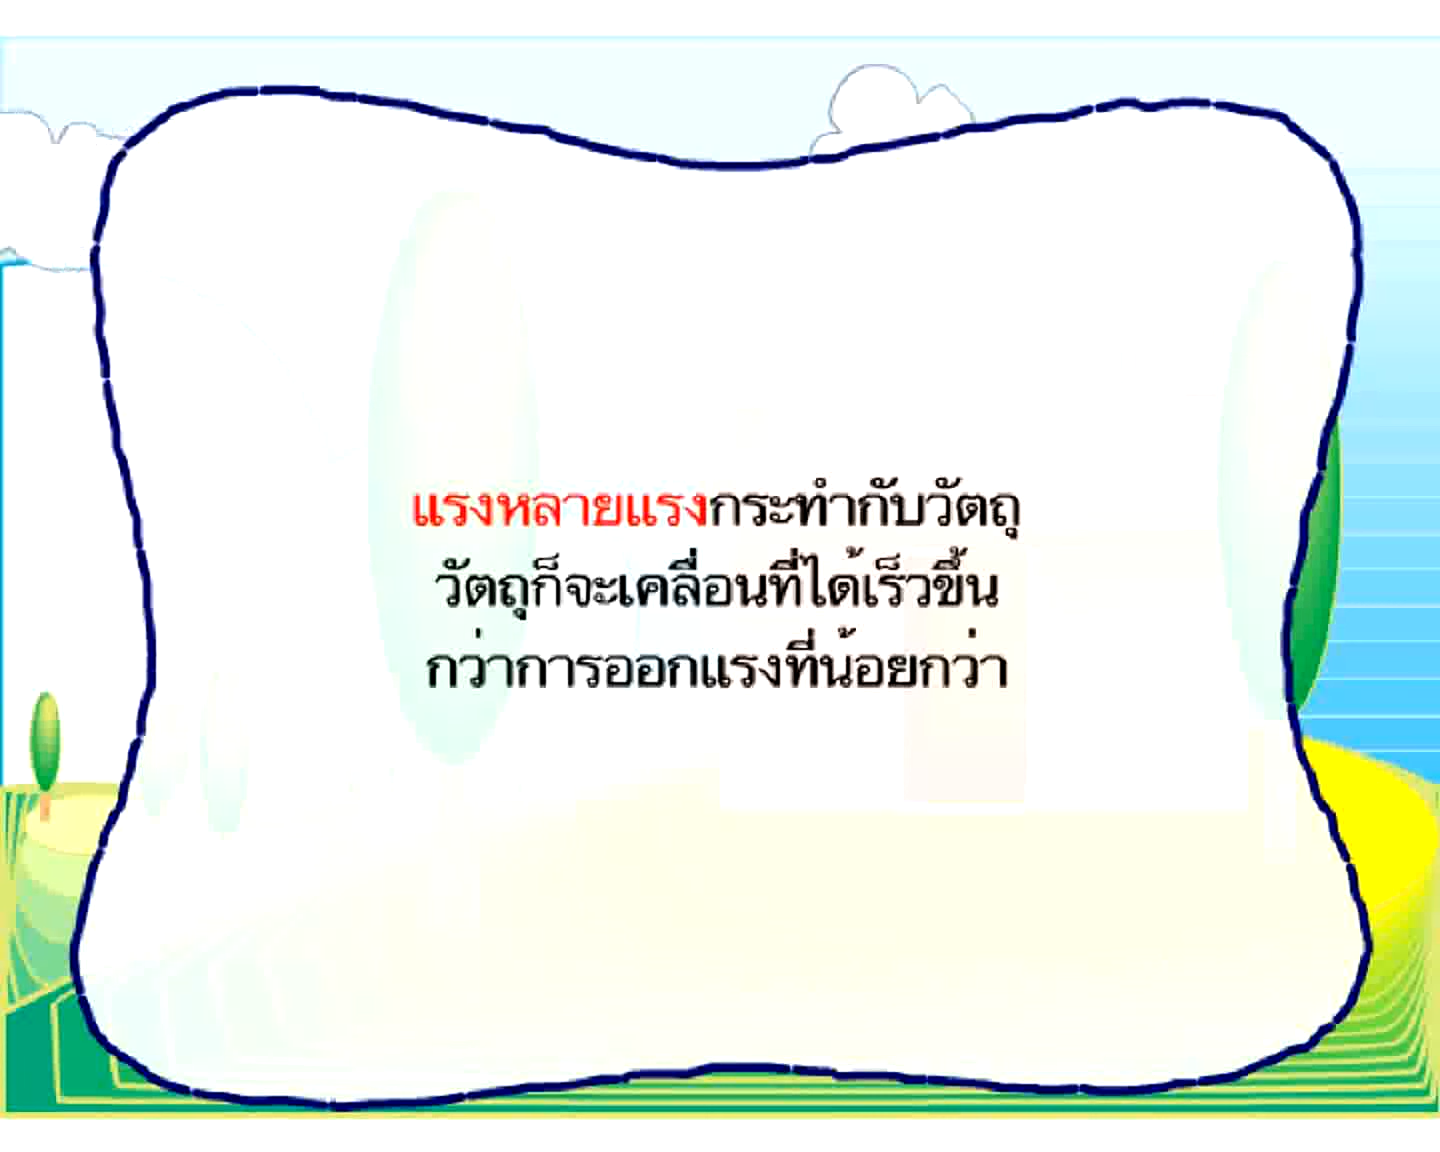 แรงหลายแรงกระทำกับวัตถุ
วัตถุก็จะเคลื่อนที่ได้เร็วขึ้น
กว่าการออกแรงที่น้อยกว่า